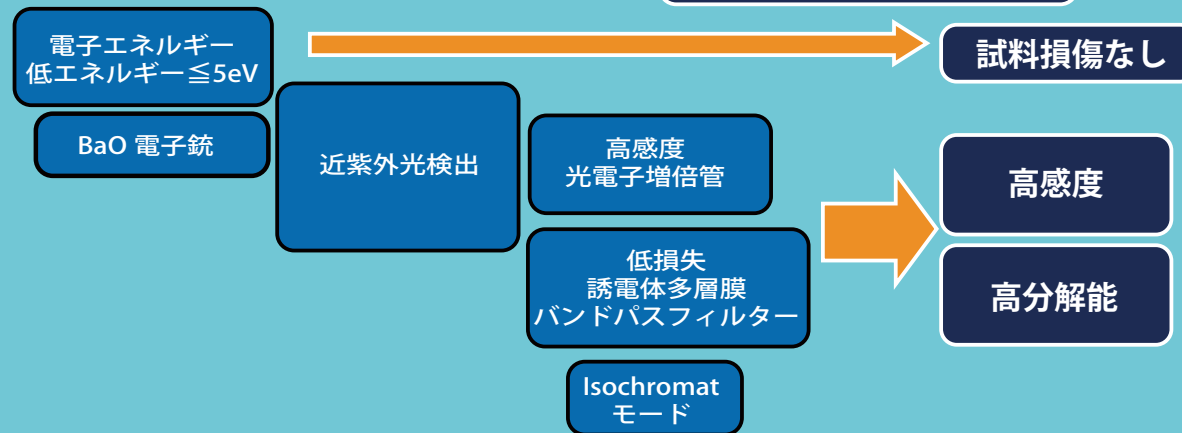 電子エネルギー
低エネルギー≦5eV
試料損傷なし
BaO 電子銃
近紫外光検出
高感度
光電子増倍管
高感度
低損失
誘電体多層膜
バンドパスフィルター
高分解能
Isochromat
モード